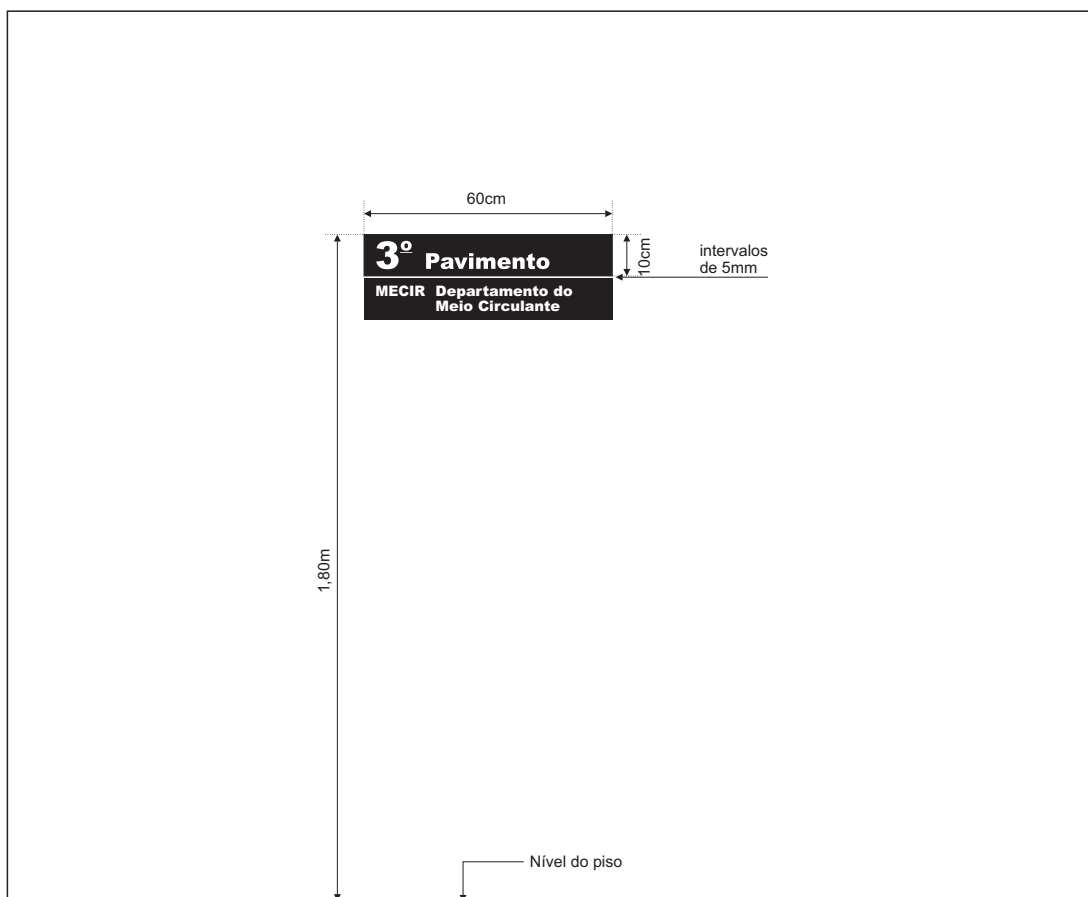 60cm
3º Pavimento
10cm
intervalos
de 5mm
MECIR Departamento do
Meio Circulante
1,80m
Nível do piso